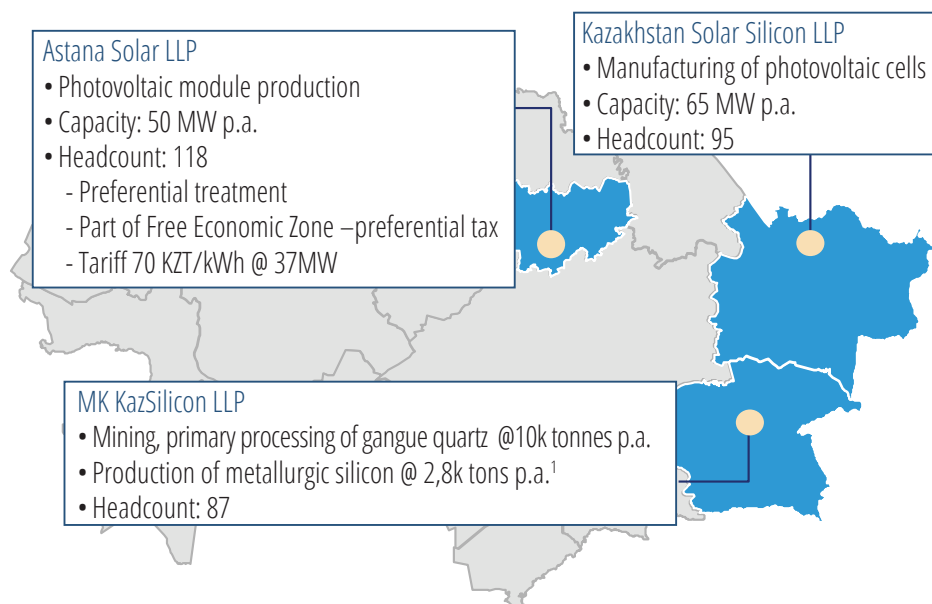 Astana Solar LLP
• Photovoltaic module production
• Capacity: 50 MW p.a.
• Headcount: 118
- Preferential treatment
- Part of Free Economic Zone –preferential tax
- Tariff 70 KZT/kWh @ 37MW
Kazakhstan Solar Silicon LLP
• Manufacturing of photovoltaic cells
• Capacity: 65 MW p.a.
• Headcount: 95
MK KazSilicon LLP
• Mining, primary processing of gangue quartz @10k tonnes p.a.
• Production of metallurgic silicon @ 2,8k tons p.a.¹
• Headcount: 87